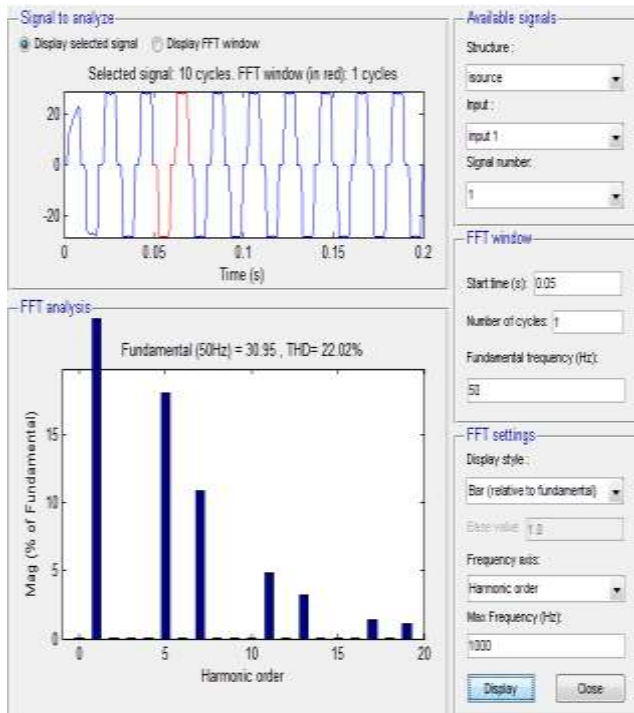 Signal to analyze
Display selected signal
Display FFT window
Selected signal: 10 cycles. FFT window (in red): 1 cycles
20
0
-20
0
0.05
0.1
0.15
0.2
Time (s)
FFT analysis
Fundamental (50Hz) = 30.95 , THD= 22.02%
Mag (% of Fundamental)
15
10
5
0
0
5
10
15
20
Harmonic order
Available signals
Structure :
isource
Input :
input 1
Signal number:
1
FFT window
Start time (s): 0.05
Number of cycles: 1
Fundamental frequency (Hz):
50
FFT settings
Display style :
Bar (relative to fundamental)
Base value: 1.0
Frequency axis:
Harmonic order
Max Frequency (Hz):
1000
Display
Close